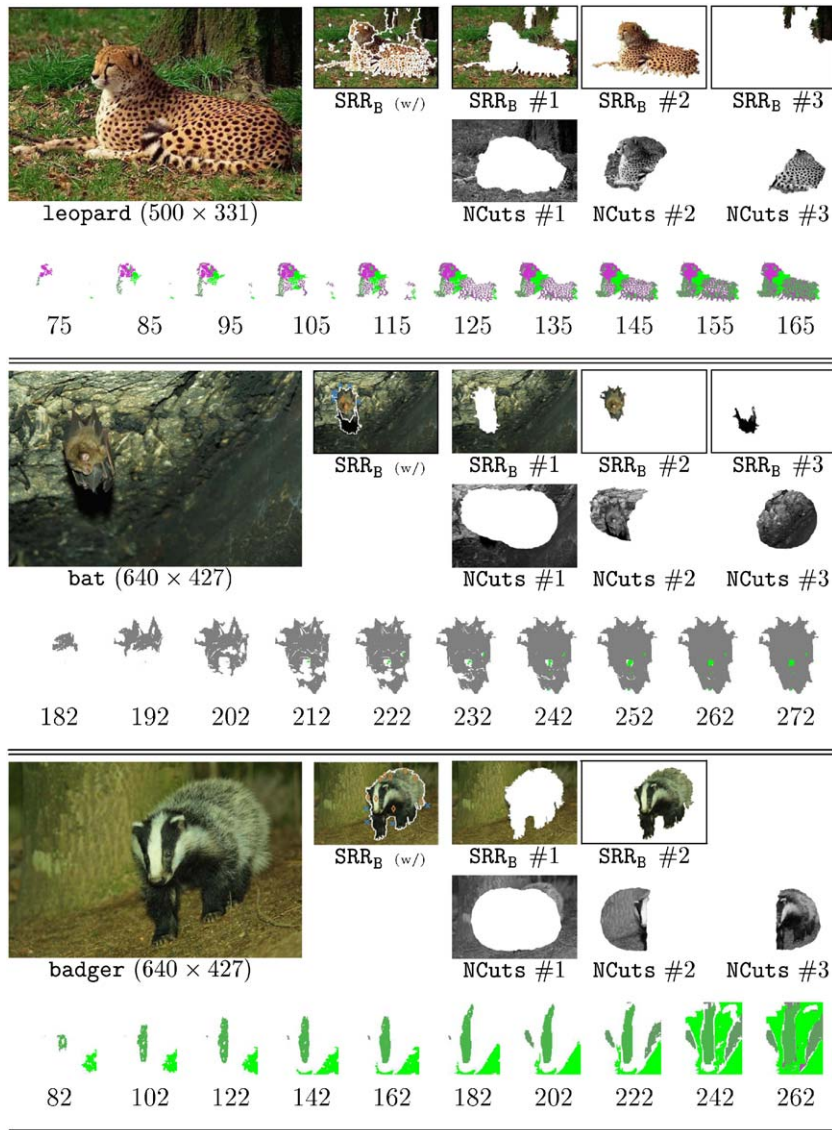 SRR_B (w/) SRR_B #1 SRR_B #2 SRR_B #3
leopard (500 × 331) NCuts #1 NCuts #2 NCuts #3
75 85 95 105 115 125 135 145 155 165
SRR_B (w/) SRR_B #1 SRR_B #2 SRR_B #3
bat (640 × 427) NCuts #1 NCuts #2 NCuts #3
182 192 202 212 222 232 242 252 262 272
SRR_B (w/) SRR_B #1 SRR_B #2
badger (640 × 427) NCuts #1 NCuts #2 NCuts #3
82 102 122 142 162 182 202 222 242 262